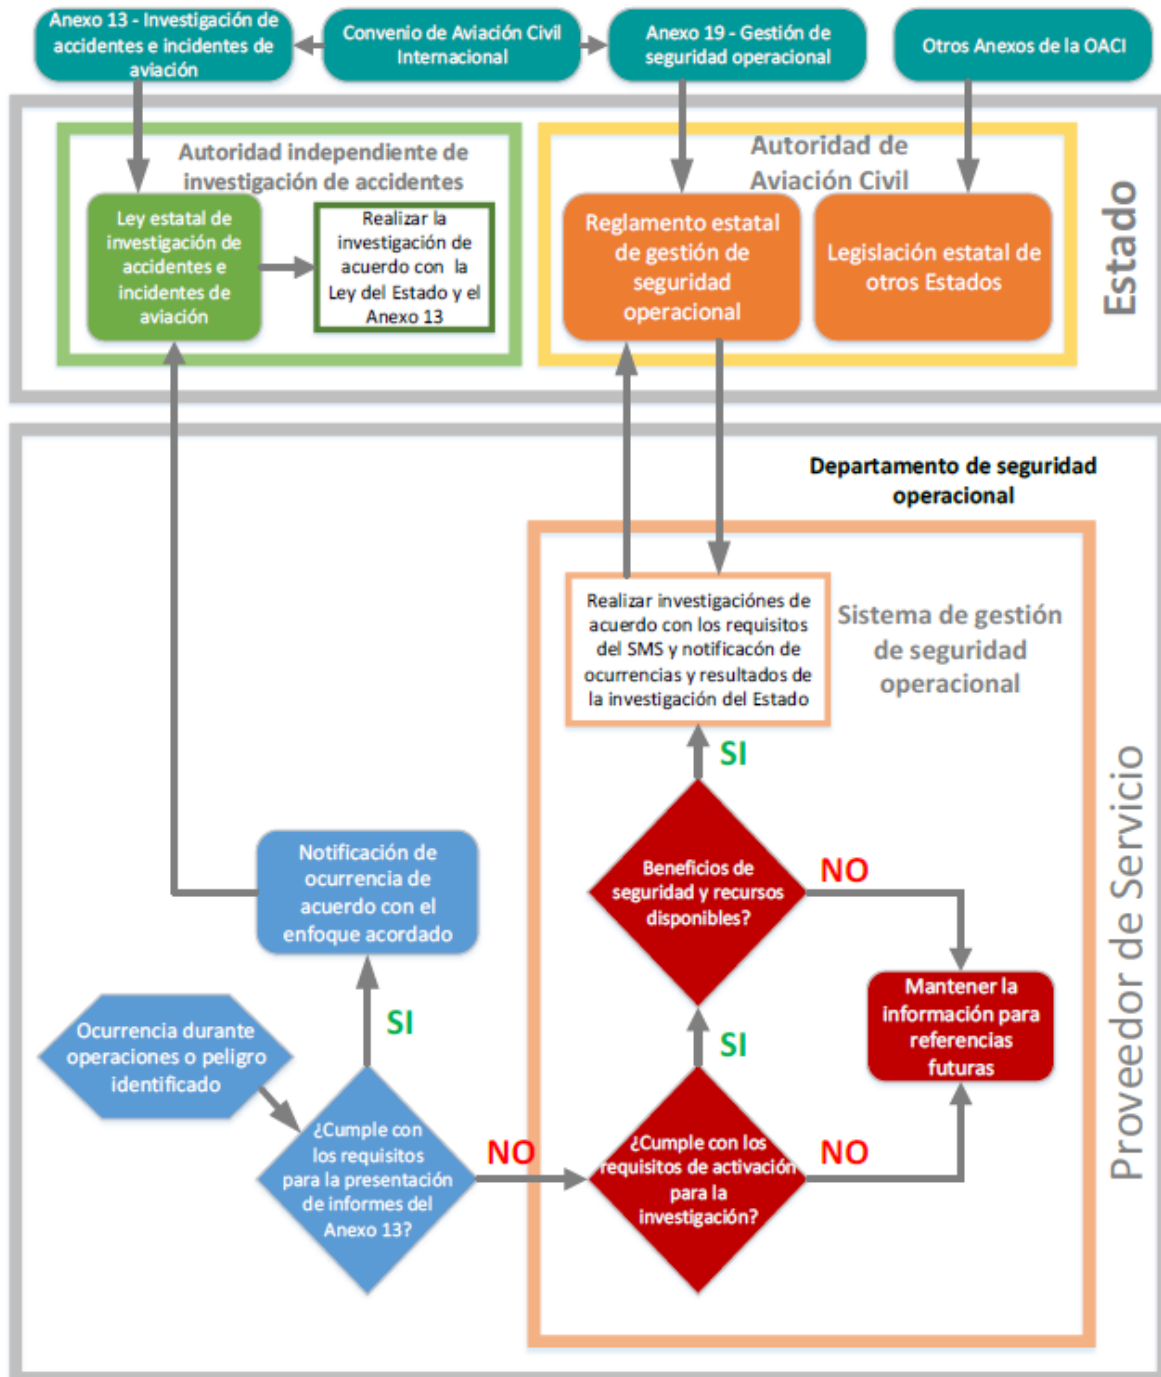 Anexo 13 - Investigación de
accidentes e incidentes de
aviación
Convenio de Aviación Civil
Internacional
Anexo 19 - Gestión de
seguridad operacional
Otros Anexos de la OACI
Autoridad independiente de
investigación de accidentes
Ley estatal de
investigación de
accidentes e
incidentes de
aviación
Realizar la
investigación de
acuerdo con la
Ley del Estado y el
Anexo 13
Autoridad de
Aviación Civil
Reglamento estatal
de gestión de
seguridad
operacional
Legislación estatal de
otros Estados
Estado
Departamento de seguridad
operacional
Realizar investigaciónes de
acuerdo con los requisitos
del SMS y notificacón de
ocurrencias y resultados de
la investigación del Estado
Sistema de gestión
de seguridad
operacional
SI
Beneficios de
seguridad y recursos
disponibles?
NO
Notificación de
ocurrencia de
acuerdo con el
enfoque acordado
Mantener la
información para
referencias
futuras
SI
SI
Ocurrencia durante
operaciones o peligro
identificado
¿Cumple con
los requisitos
para la presentación
de informes del
Anexo 13?
NO
¿Cumple con los
requisitos de activación
para la
investigación?
NO
Proveedor de Servicio